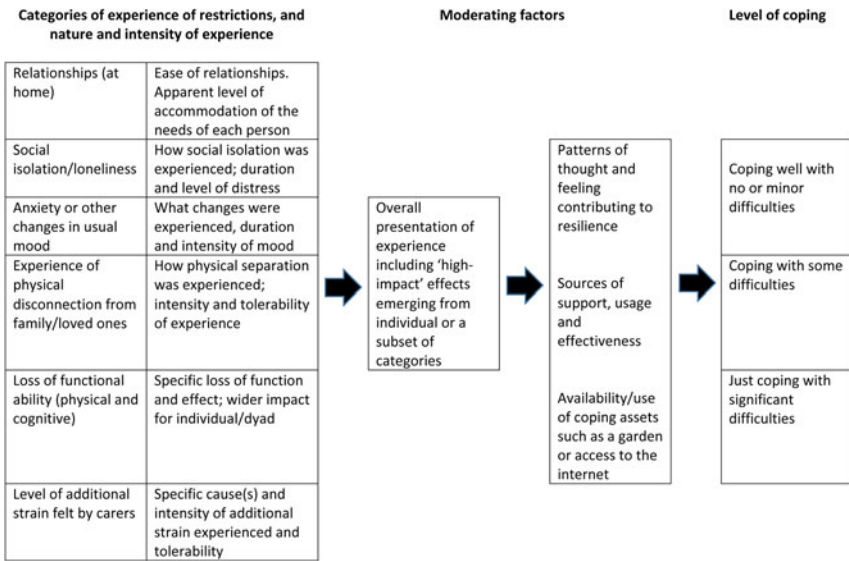 Categories of experience of restrictions, and
nature and intensity of experience
Moderating factors
Level of coping
Relationships (at
home)
Ease of relationships.
Apparent level of
accommodation of the
needs of each person
Social
isolation/loneliness
How social isolation was
experienced; duration
and level of distress
Anxiety or other
changes in usual
mood
What changes were
experienced, duration
and intensity of mood
Experience of
physical
disconnection from
family/loved ones
How physical separation
was experienced;
intensity and tolerability
of experience
Loss of functional
ability (physical and
cognitive)
Specific loss of function
and effect; wider impact
for individual/dyad
Level of additional
strain felt by carers
Specific cause(s) and
intensity of additional
strain experienced and
tolerability
Overall
presentation of
experience
including ‘high-
impact’ effects
emerging from
individual or a
subset of
categories
Patterns of
thought and
feeling
contributing to
resilience
Sources of
support, usage
and
effectiveness
Availability/use
of coping assets
such as a garden
or access to the
internet
Coping well with
no or minor
difficulties
Coping with some
difficulties
Just coping with
significant
difficulties